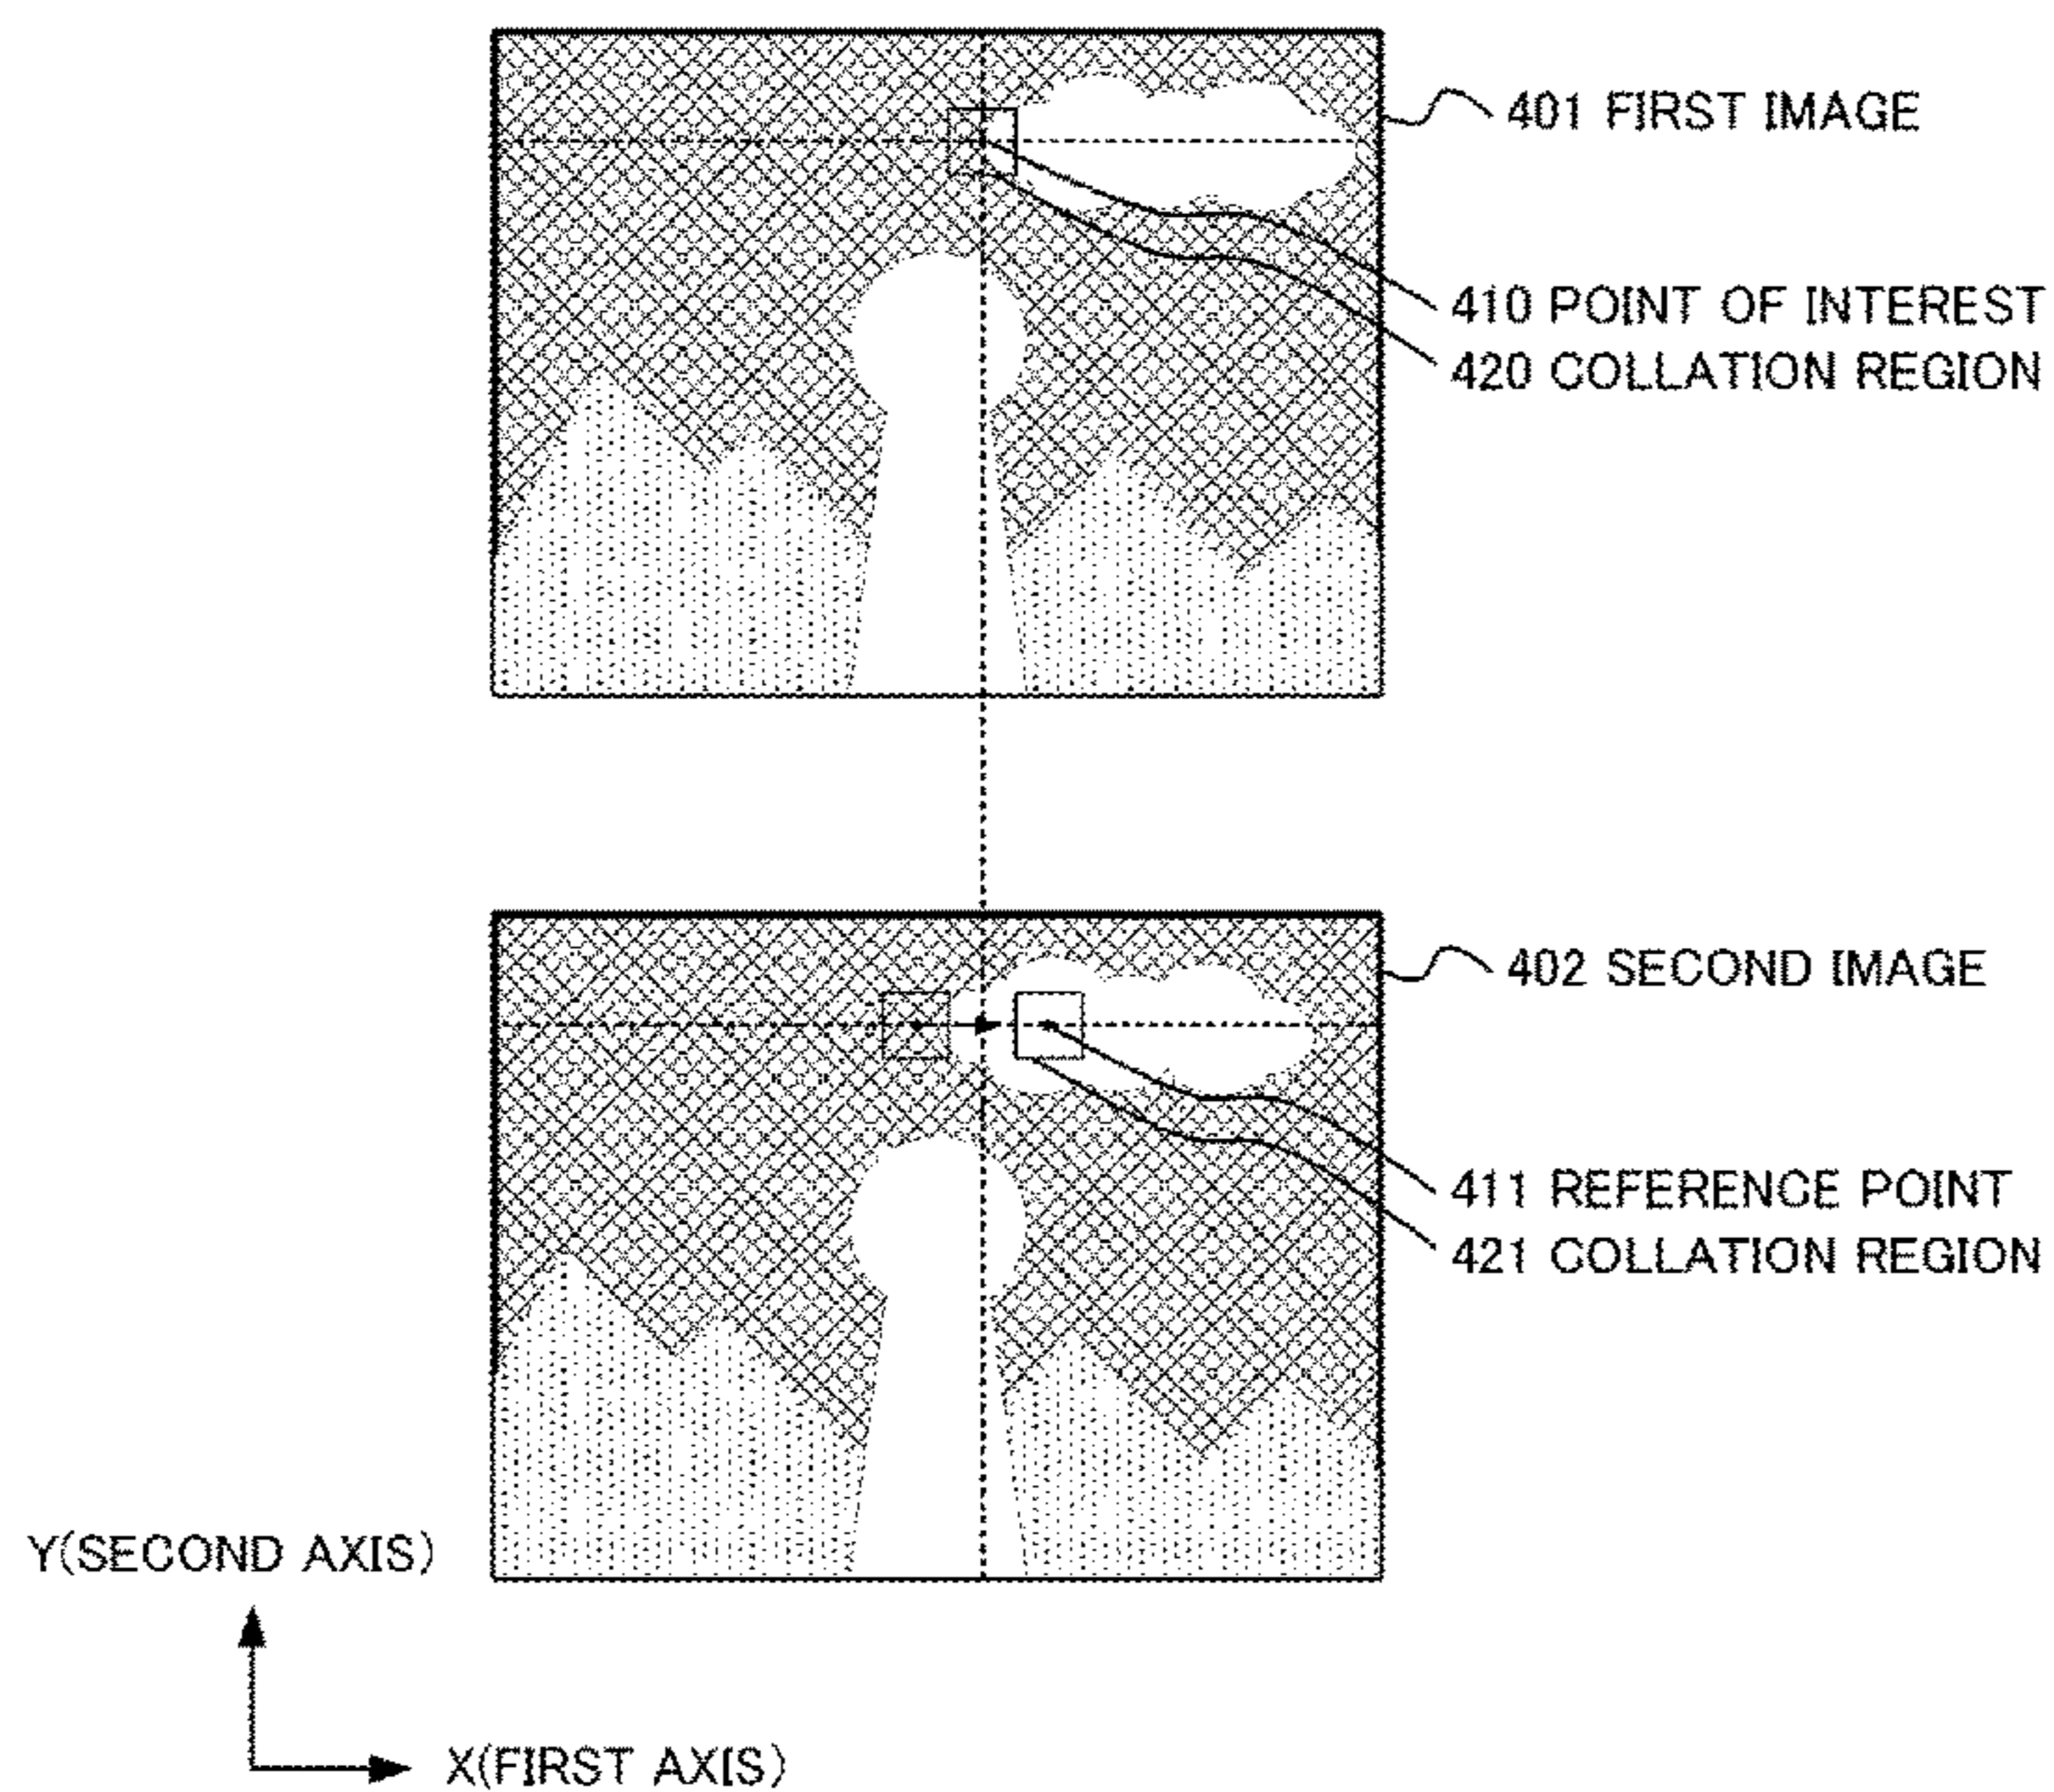 401 FIRST IMAGE
410 POINT OF INTEREST
420 COLLATION REGION
402 SECOND IMAGE
411 REFERENCE POINT
421 COLLATION REGION
Y(SECOND AXIS)
X(FIRST AXIS)